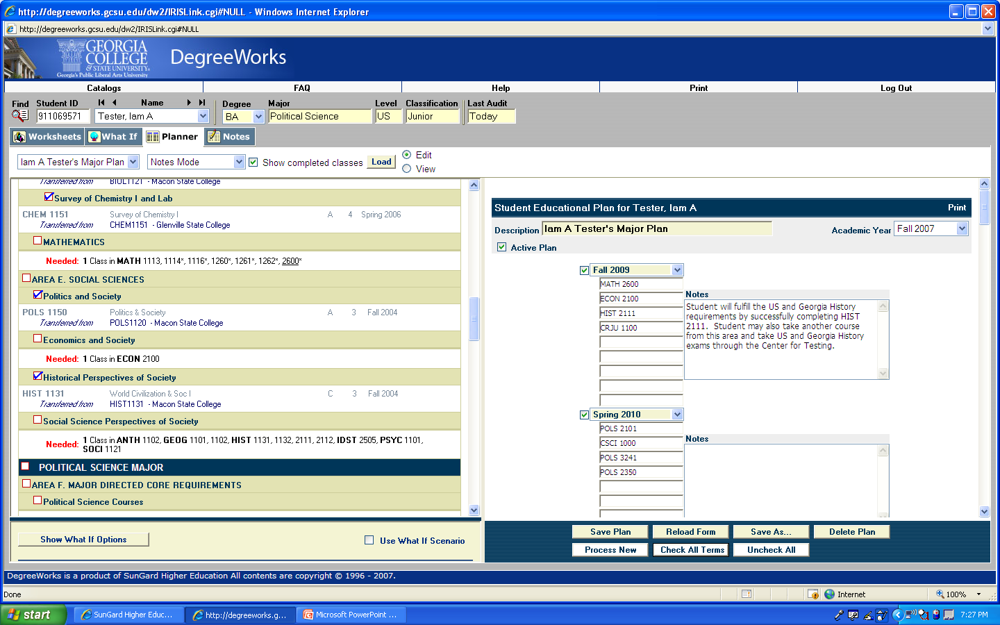 http://degreeworks.gcsu.edu/dw2/IRISLink.cgi#NULL - Windows Internet Explorer
http://degreeworks.gcsu.edu/dw2/IRISLink.cgi#NULL
GEORGIA
COLLEGE
& STATE UNIVERSITY
Georgia's Public Liberal Arts University
DegreeWorks
Catalogs FAQ Help Print Log Out
Find Student ID Name Degree Major Level Classification Last Audit
911069571 Tester, Iam A BA Political Science US Junior Today
Worksheets What If Planner Notes
Iam A Tester's Major Plan Notes Mode Show completed classes Load Edit
View
Transferred from BIOL1121 - Macon State College
Survey of Chemistry I and Lab
CHEM 1151 Survey of Chemistry I A 4 Spring 2006
Transferred from CHEM1151 - Glenville State College
MATHEMATICS
Needed: 1 Class in MATH 1113, 1114*, 1116*, 1260*, 1261*, 1262*, 2600*
AREA E. SOCIAL SCIENCES
Politics and Society
POLS 1150 Politics & Society A 3 Fall 2004
Transferred from POLS1120 - Macon State College
Economics and Society
Needed: 1 Class in ECON 2100
Historical Perspectives of Society
HIST 1131 World Civilization & Soc I C 3 Fall 2004
Transferred from HIST1131 - Macon State College
Social Science Perspectives of Society
Needed: 1 Class in ANTH 1102, GEOG 1101, 1102, HIST 1131, 1132, 2111, 2112, IDST 2505, PSYC 1101,
SOCI 1121
POLITICAL SCIENCE MAJOR
AREA F. MAJOR DIRECTED CORE REQUIREMENTS
Political Science Courses
Show What If Options Use What If Scenario
Student Educational Plan for Tester, Iam A Print
Description Iam A Tester's Major Plan Academic Year Fall 2007
Active Plan
Fall 2009
MATH 2600
ECON 2100
HIST 2111
CRJU 1100
Notes
Student will fulfill the US and Georgia History
requirements by successfully completing HIST
2111. Student may also take another course
from this area and take US and Georgia History
exams through the Center for Testing.
Spring 2010
POLS 2101
CSCI 1000
POLS 3241
POLS 2350
Notes
Save Plan Reload Form Save As... Delete Plan
Process New Check All Terms Uncheck All
DegreeWorks is a product of SunGard Higher Education All contents are copyright © 1996 - 2007.
Done Internet 100%
start SunGard Higher Educ... http://degreeworks.g... Microsoft PowerPoint ... 7:27 PM